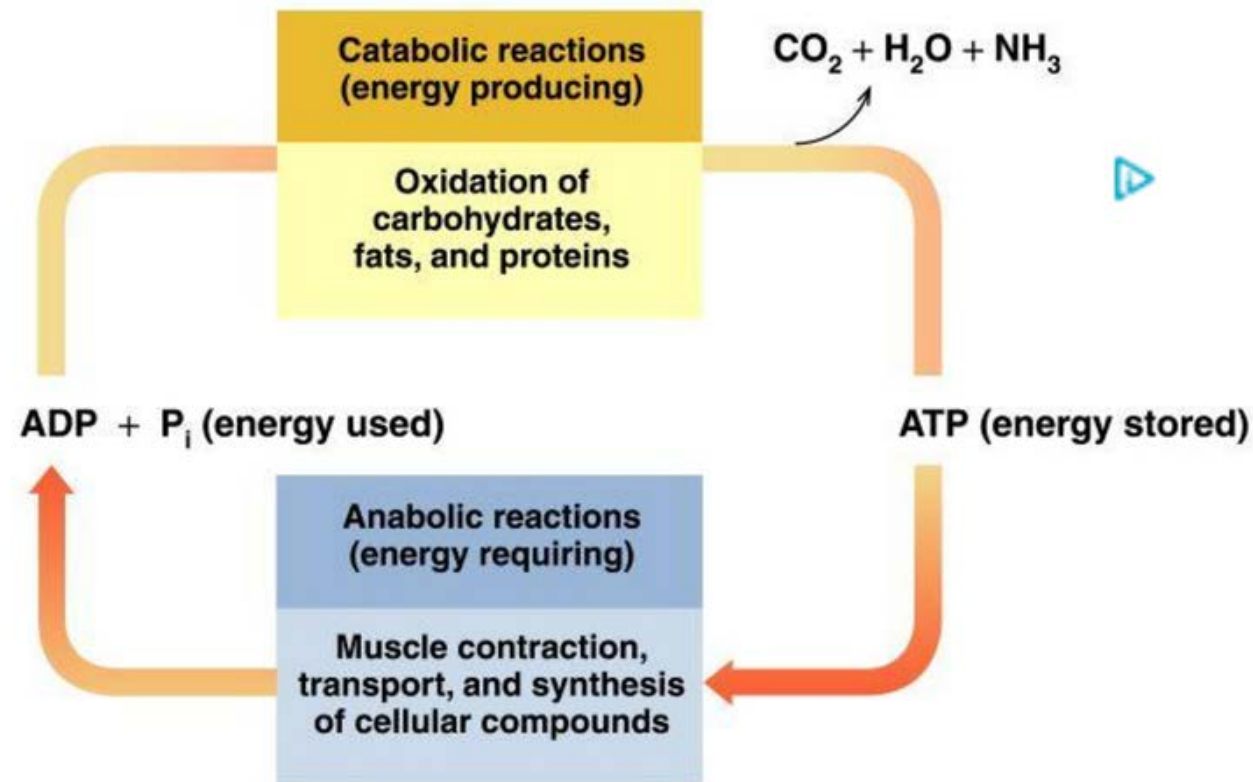 Catabolic reactions
(energy producing)
CO₂ + H₂O + NH₃
Oxidation of
carbohydrates,
fats, and proteins
ADP + Pᵢ (energy used)
ATP (energy stored)
Anabolic reactions
(energy requiring)
Muscle contraction,
transport, and synthesis
of cellular compounds